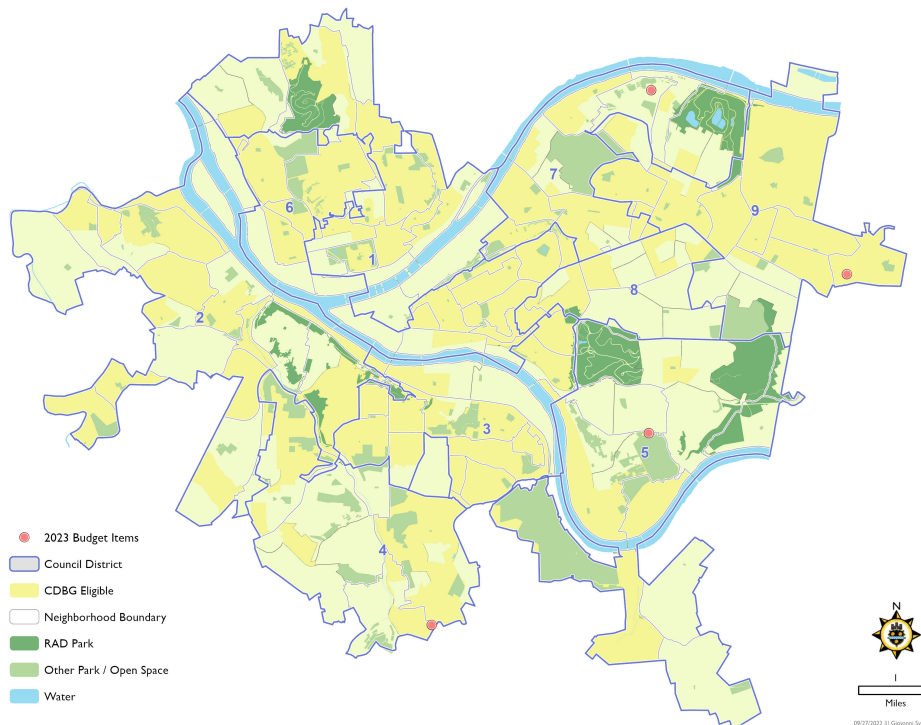 7
9
6
1
8
2
3
5
4
2023 Budget Items
Council District
CDBG Eligible
Neighborhood Boundary
RAD Park
Other Park / Open Space
Water
N
1
Miles